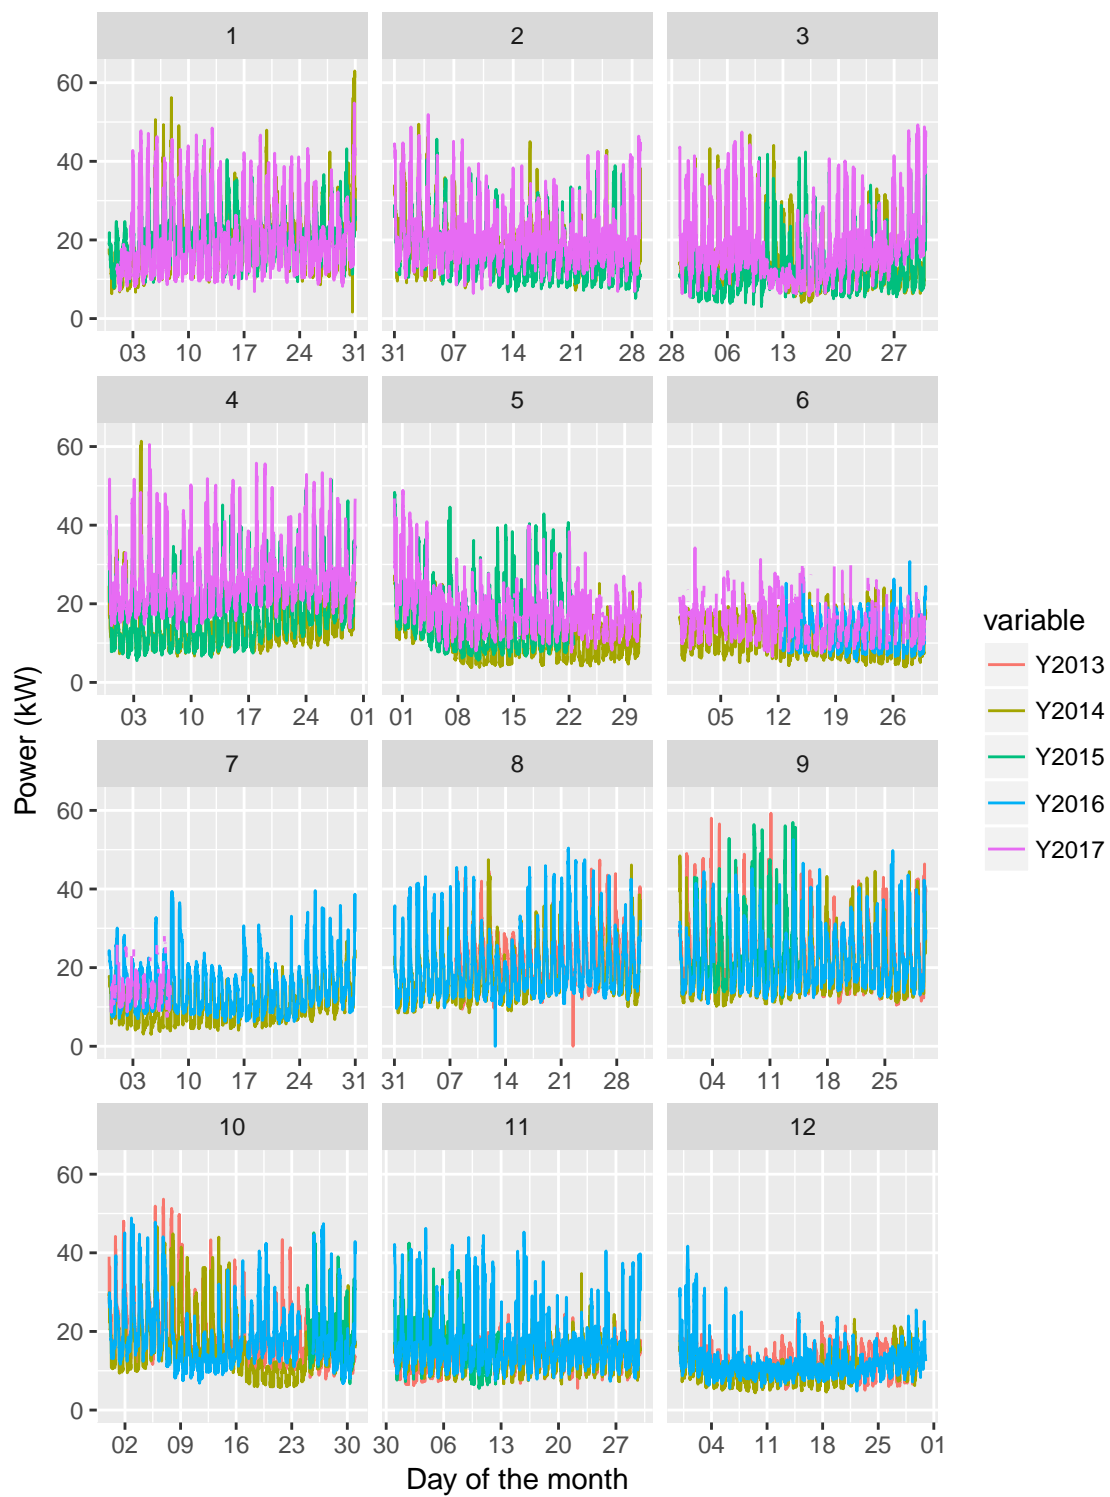 1 2 3
60
40
20
0
03 10 17 24 31 31 07 14 21 28 28 06 13 20 27
4 5 6
60
40
20
0
03 10 17 24 01 01 08 15 22 29 05 12 19 26
7 8 9
60
40
20
0
03 10 17 24 31 31 07 14 21 28 04 11 18 25
10 11 12
60
40
20
0
02 09 16 23 30 30 06 13 20 27 04 11 18 25 01
Day of the month
Power (kW)
variable
Y2013
Y2014
Y2015
Y2016
Y2017